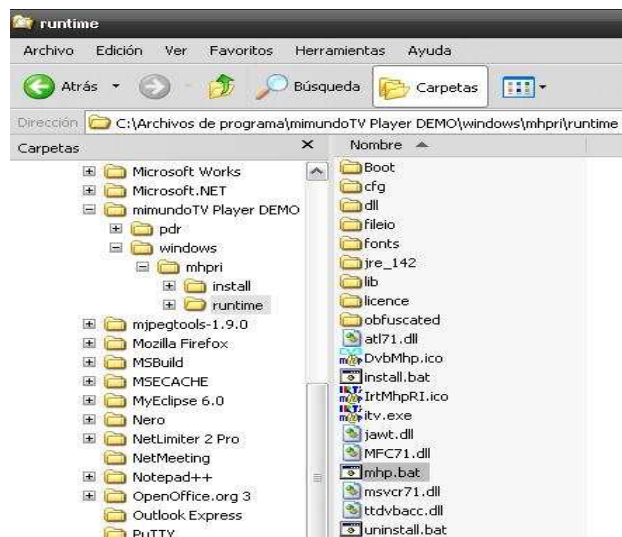 runtime
Archivo Edición Ver Favoritos Herramientas Ayuda
Atrás Búsqueda Carpetas
Dirección C:\Archivos de programa\mimundoTV Player DEMO\windows\mhpri\runtime
Carpetas
Microsoft Works
Microsoft.NET
mimundoTV Player DEMO
pdr
windows
mhpri
install
runtime
mjpegtools-1.9.0
Mozilla Firefox
MSBuild
MSECACHE
MyEclipse 6.0
Nero
NetLimiter 2 Pro
NetMeeting
Notepad++
OpenOffice.org 3
Outlook Express
PuTTY
Nombre
Boot
cfg
dll
fileio
fonts
jre_142
lib
licence
obfuscated
atl71.dll
DvbMhp.ico
install.bat
IrtMhpRI.ico
itv.exe
jawt.dll
MFC71.dll
mhp.bat
msvcr71.dll
ttdvbacc.dll
uninstall.bat